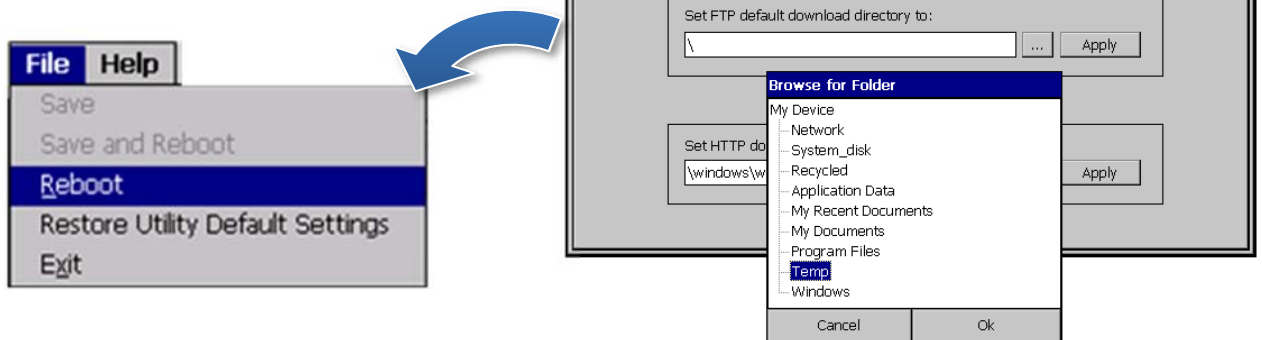 File Help
Save
Save and Reboot
Reboot
Restore Utility Default Settings
Exit
Set FTP default download directory to:
\ ... Apply
Browse for Folder
My Device
Network
System_disk
Recycled
Application Data
My Recent Documents
My Documents
Program Files
Temp
Windows
Cancel Ok
Set HTTP do
\windows\w Apply